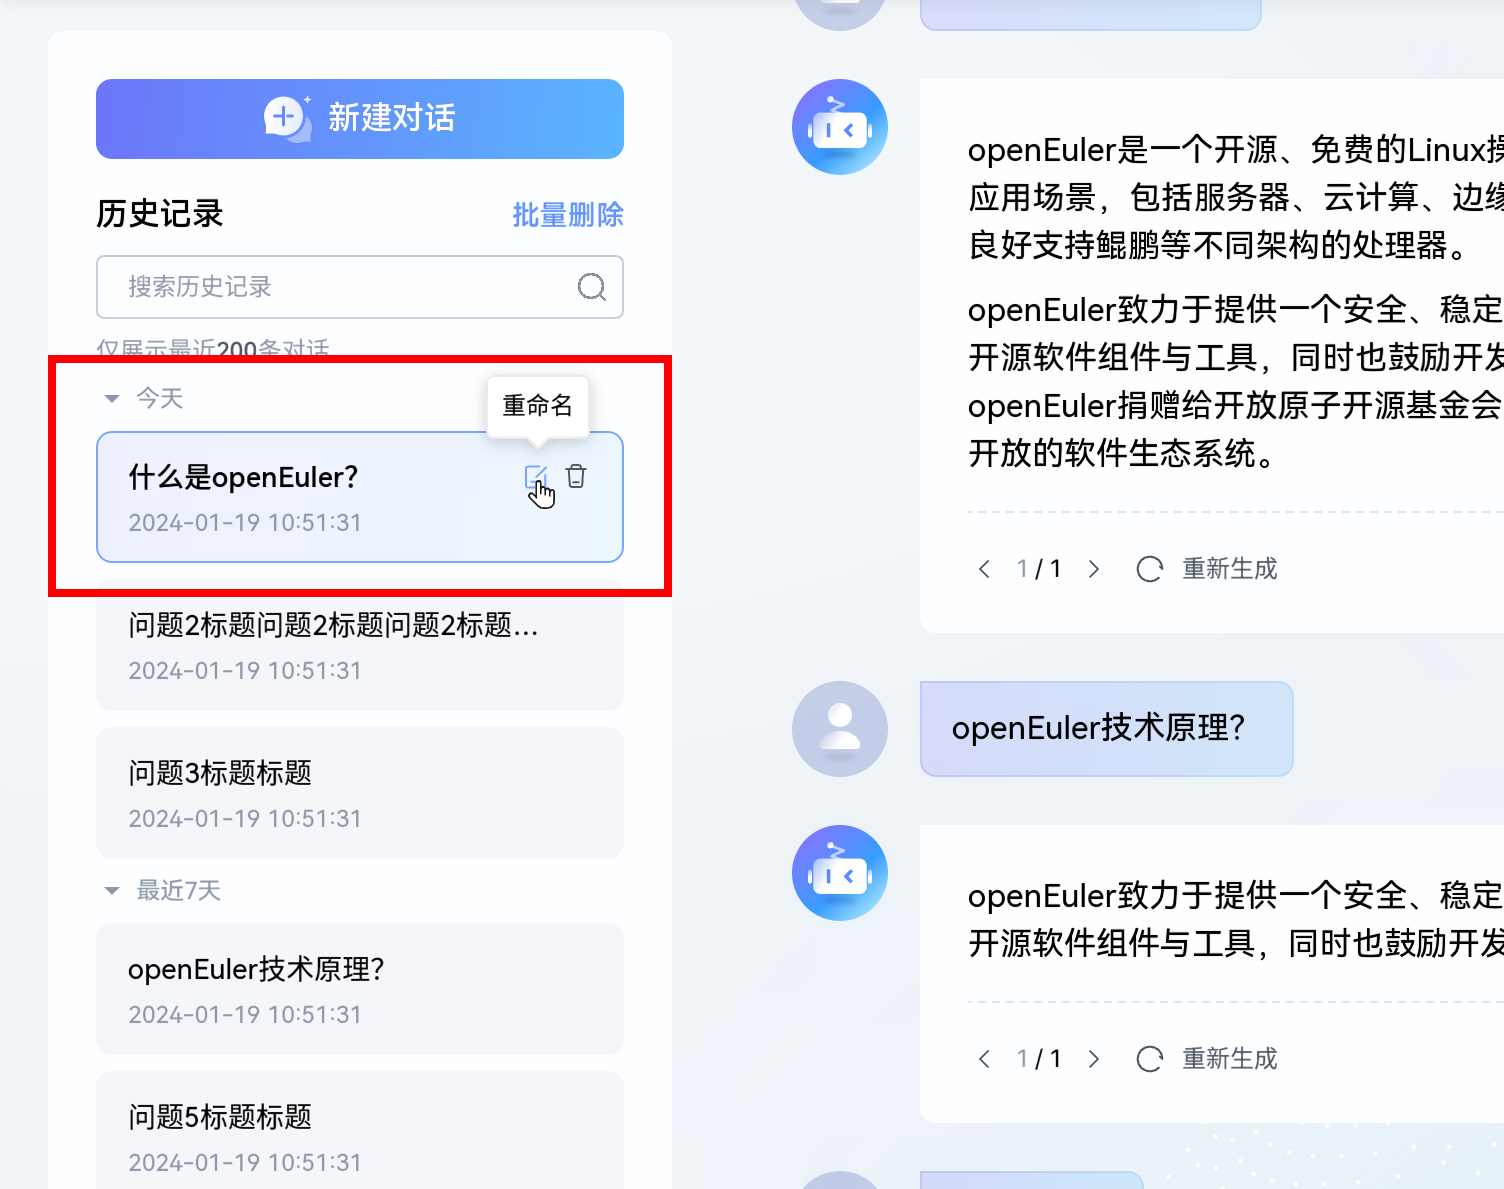 新建对话
历史记录
批量删除
搜索历史记录
仅展示最近200条对话
今天
重命名
什么是openEuler？
2024-01-19 10:51:31
问题2标题问题2标题问题2标题...
2024-01-19 10:51:31
问题3标题标题
2024-01-19 10:51:31
最近7天
openEuler技术原理？
2024-01-19 10:51:31
问题5标题标题
2024-01-19 10:51:31
openEuler是一个开源、免费的Linux操
应用场景，包括服务器、云计算、边缘
良好支持鲲鹏等不同架构的处理器。
openEuler致力于提供一个安全、稳定
开源软件组件与工具，同时也鼓励开发
openEuler捐赠给开放原子开源基金会
开放的软件生态系统。
1 / 1
重新生成
openEuler技术原理？
openEuler致力于提供一个安全、稳定
开源软件组件与工具，同时也鼓励开发
1 / 1
重新生成